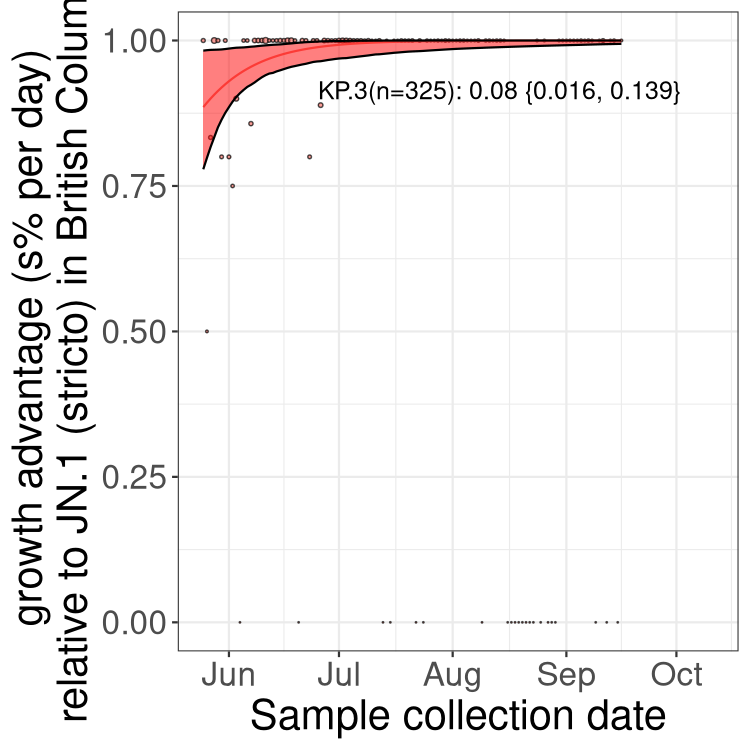 growth advantage (s% per day)
relative to JN.1 (stricto) in British Colum
1.00
0.75
0.50
0.25
0.00
KP.3(n=325): 0.08 {0.016, 0.139}
Jun Jul Aug Sep Oct
Sample collection date